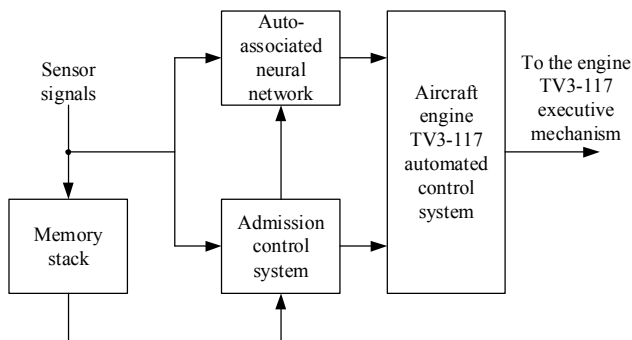 Sensor
signals
Auto-
associated
neural
network
Aircraft
engine
TV3-117
automated
control
system
To the engine
TV3-117
executive
mechanism
Memory
stack
Admission
control
system